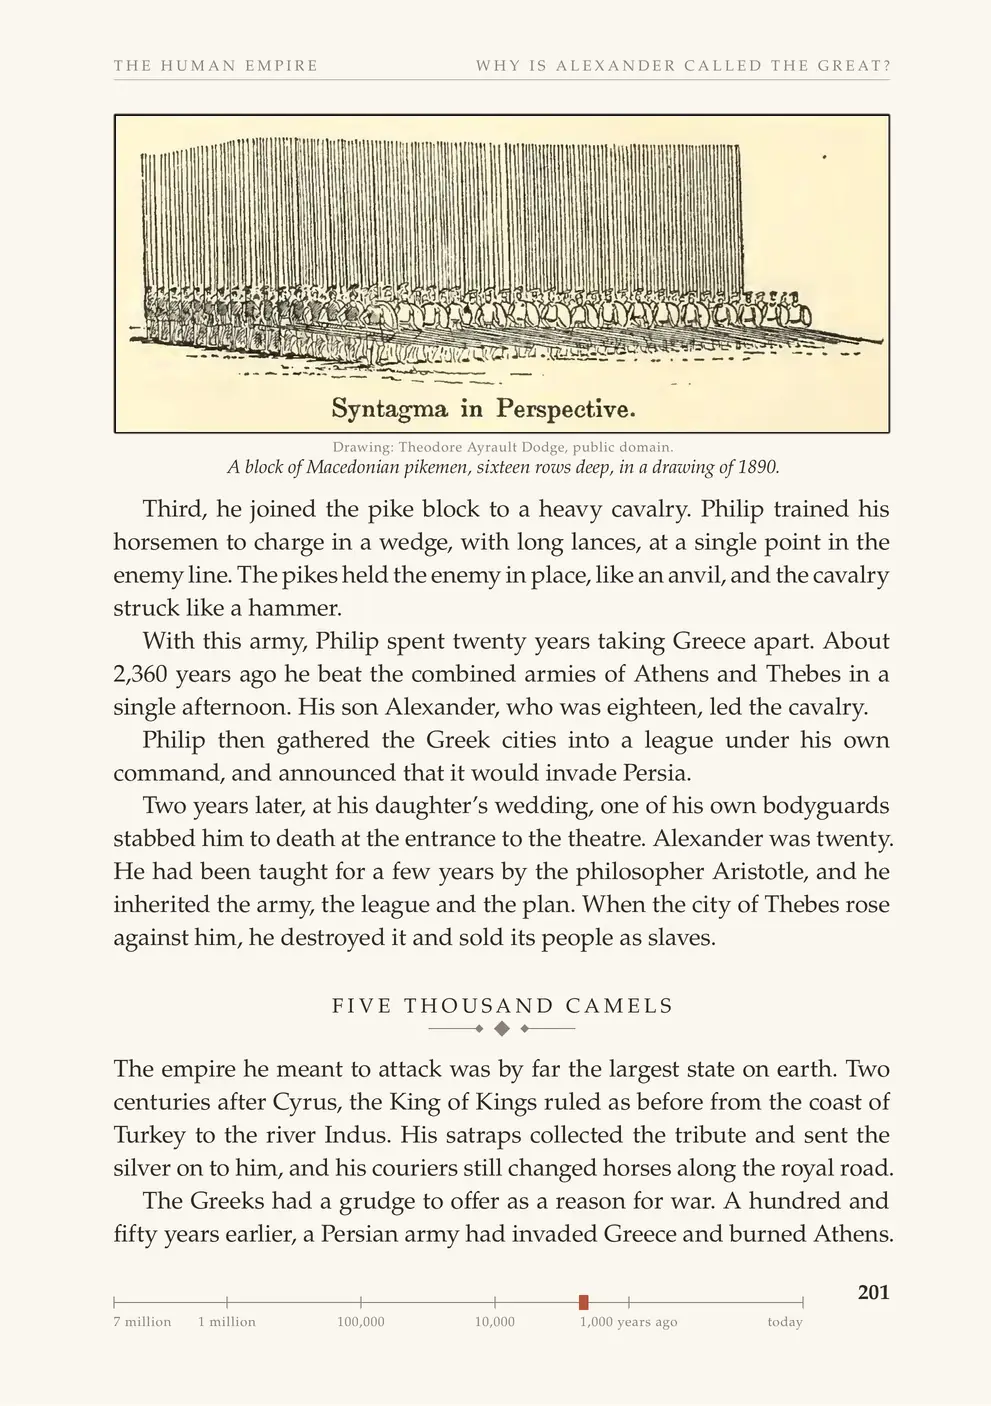 THE HUMAN EMPIRE
WHY IS ALEXANDER CALLED THE GREAT?
Syntagma in Perspective.
Drawing: Theodore Ayrault Dodge, public domain.
A block of Macedonian pikemen, sixteen rows deep, in a drawing of 1890.
Third, he joined the pike block to a heavy cavalry. Philip trained his
horsemen to charge in a wedge, with long lances, at a single point in the
enemy line. The pikes held the enemy in place, like an anvil, and the cavalry
struck like a hammer.
With this army, Philip spent twenty years taking Greece apart. About
2,360 years ago he beat the combined armies of Athens and Thebes in a
single afternoon. His son Alexander, who was eighteen, led the cavalry.
Philip then gathered the Greek cities into a league under his own
command, and announced that it would invade Persia.
Two years later, at his daughter’s wedding, one of his own bodyguards
stabbed him to death at the entrance to the theatre. Alexander was twenty.
He had been taught for a few years by the philosopher Aristotle, and he
inherited the army, the league and the plan. When the city of Thebes rose
against him, he destroyed it and sold its people as slaves.
FIVE THOUSAND CAMELS
The empire he meant to attack was by far the largest state on earth. Two
centuries after Cyrus, the King of Kings ruled as before from the coast of
Turkey to the river Indus. His satraps collected the tribute and sent the
silver on to him, and his couriers still changed horses along the royal road.
The Greeks had a grudge to offer as a reason for war. A hundred and
fifty years earlier, a Persian army had invaded Greece and burned Athens.
201
7 million 1 million 100,000 10,000 1,000 years ago today